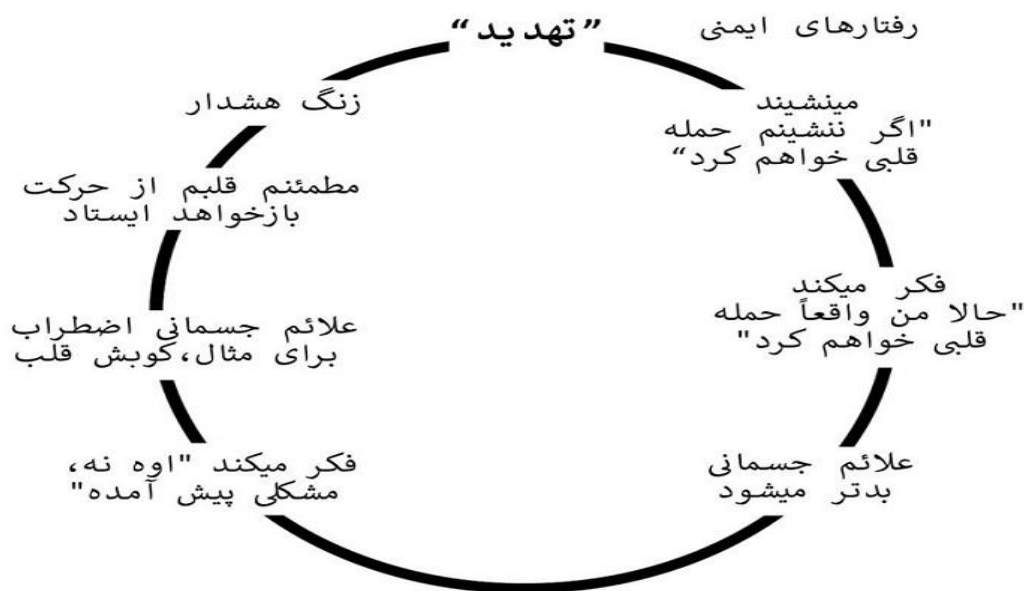 رفتارهای ایمنی
"تهدید"
مینشیند
"اگر ننشینم حمله
قلبی خواهم کرد"
فکر میکند
"حالا من واقعاً حمله
قلبی خواهم کرد"
علائم جسمانی
بدتر میشود
فکر میکند "اوه نه،
مشکلی پیش آمده"
علائم جسمانی اضطراب
برای مثال،کوبش قلب
مطمئنم قلبم از حرکت
بازخواهد ایستاد
زنگ هشدار